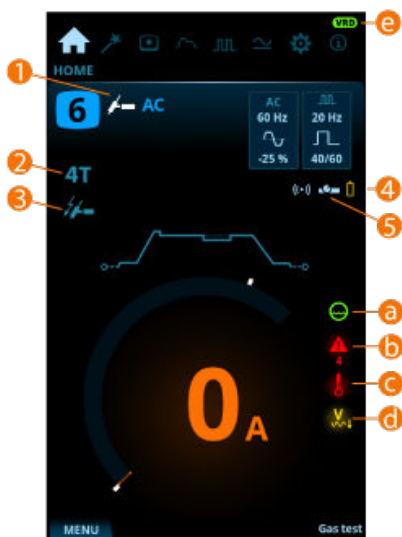 VRD
e
HOME
1
6
AC
AC
60 Hz
-25 %
20 Hz
40/60
2
4T
3
4
5
a
b
4
c
V
d
0 A
MENU
Gas test